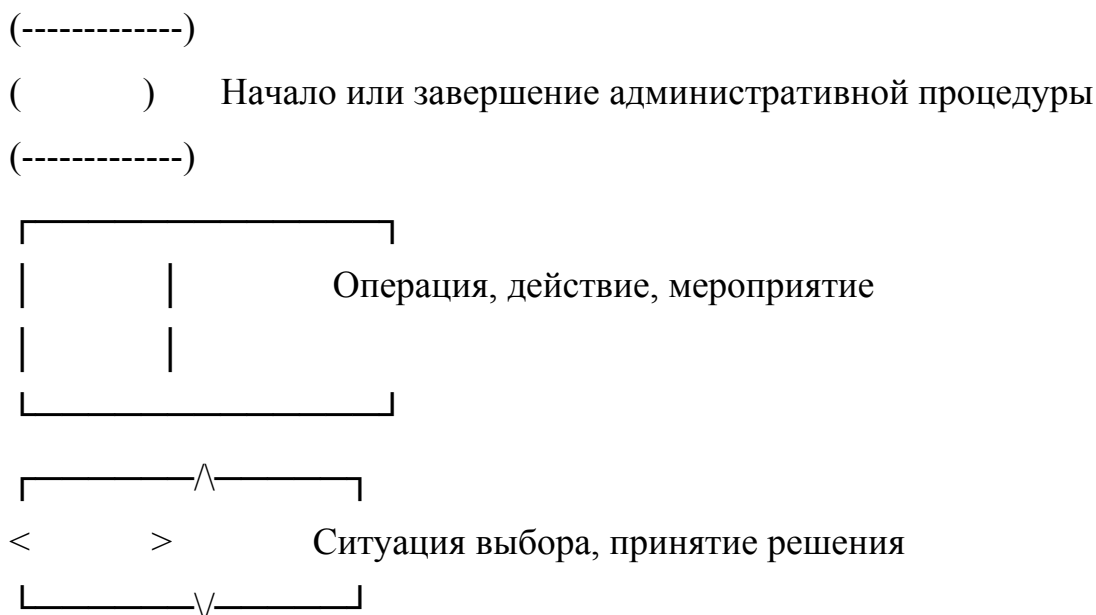 (-------------)
( ) Начало или завершение административной процедуры
(-------------)
┌──────────────┐
│ │ Операция, действие, мероприятие
│ │
└──────────────┘
┌──────/\─────┐
< > Ситуация выбора, принятие решения
└──────\/─────┘